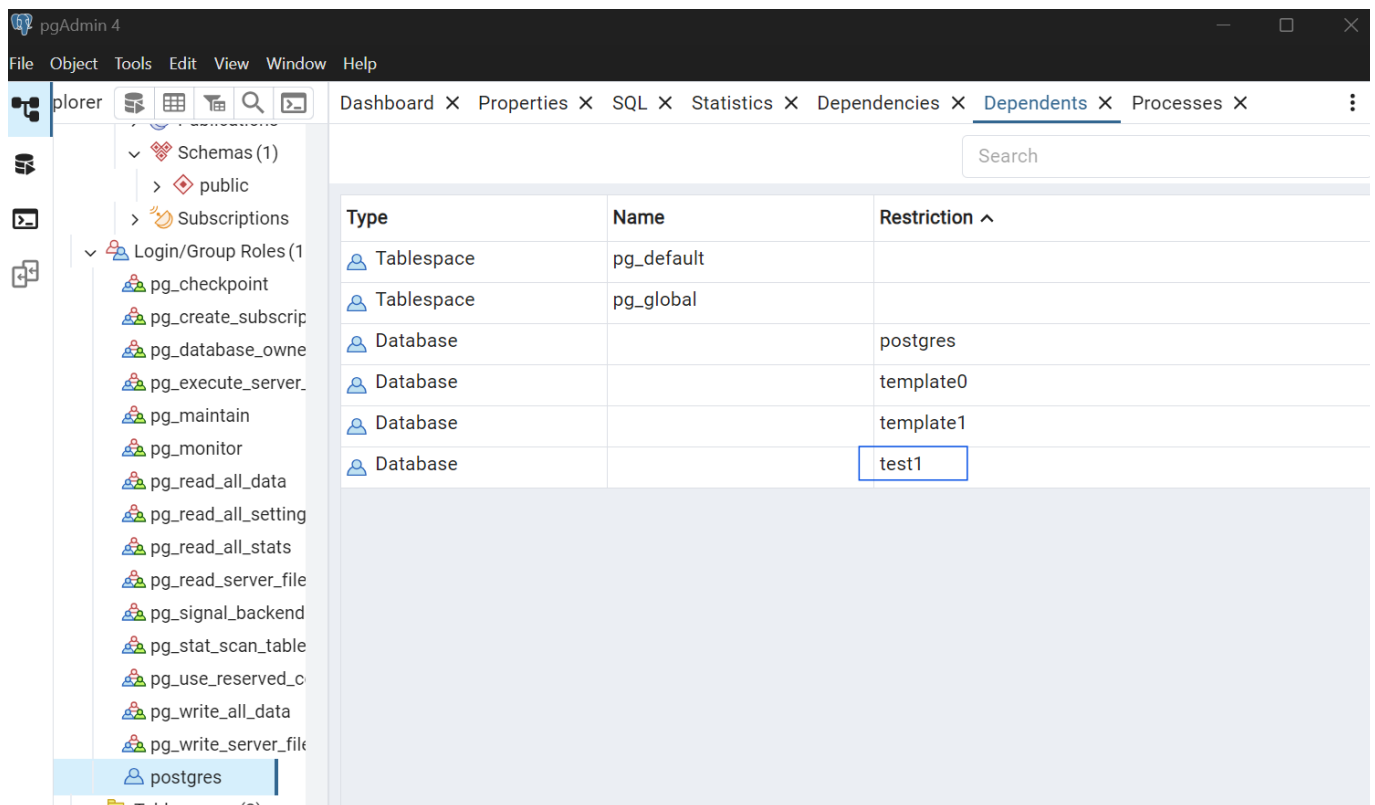 pgAdmin 4
File Object Tools Edit View Window Help
plorer Dashboard Properties SQL Statistics Dependencies Dependents Processes
Publications
Schemas (1)
public
Subscriptions
Login/Group Roles (1
pg_checkpoint
pg_create_subscrip
pg_database_owne
pg_execute_server_
pg_maintain
pg_monitor
pg_read_all_data
pg_read_all_setting
pg_read_all_stats
pg_read_server_file
pg_signal_backend
pg_stat_scan_table
pg_use_reserved_c
pg_write_all_data
pg_write_server_file
postgres
Search
Type Name Restriction
Tablespace pg_default
Tablespace pg_global
Database postgres
Database template0
Database template1
Database test1